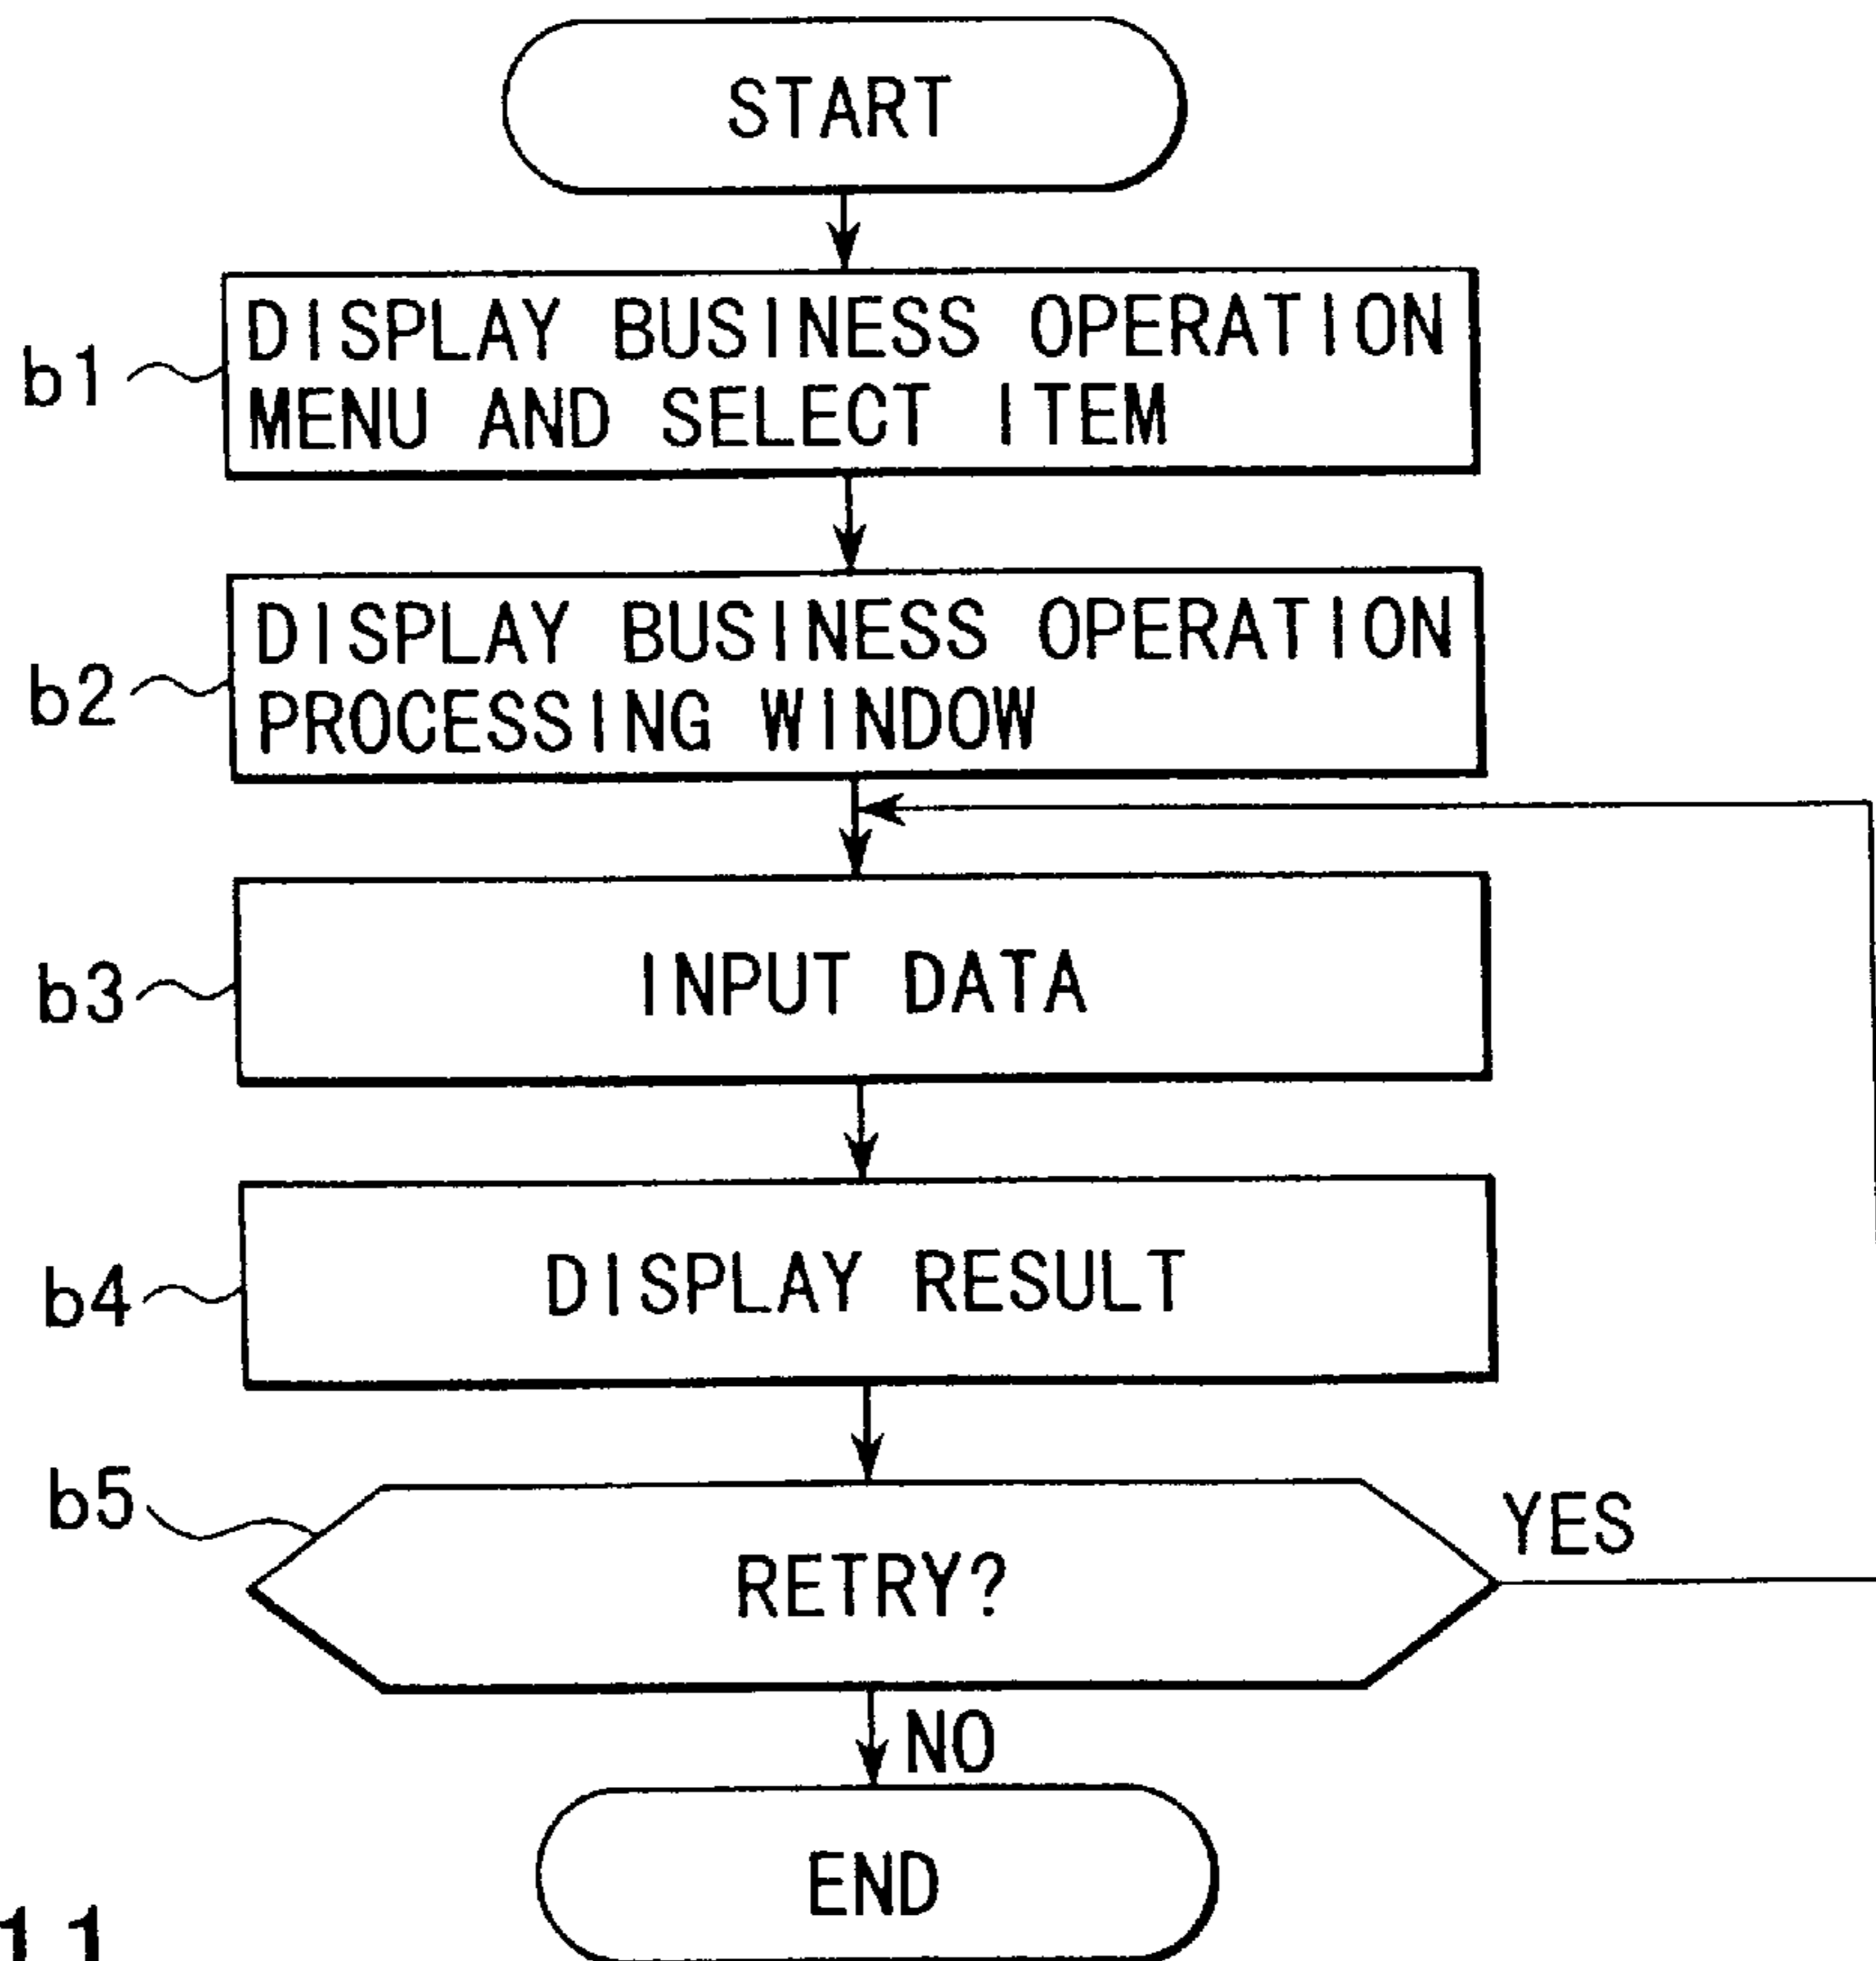 START
b1
DISPLAY BUSINESS OPERATION
MENU AND SELECT ITEM
b2
DISPLAY BUSINESS OPERATION
PROCESSING WINDOW
b3
INPUT DATA
b4
DISPLAY RESULT
b5
RETRY?
YES
NO
END
11